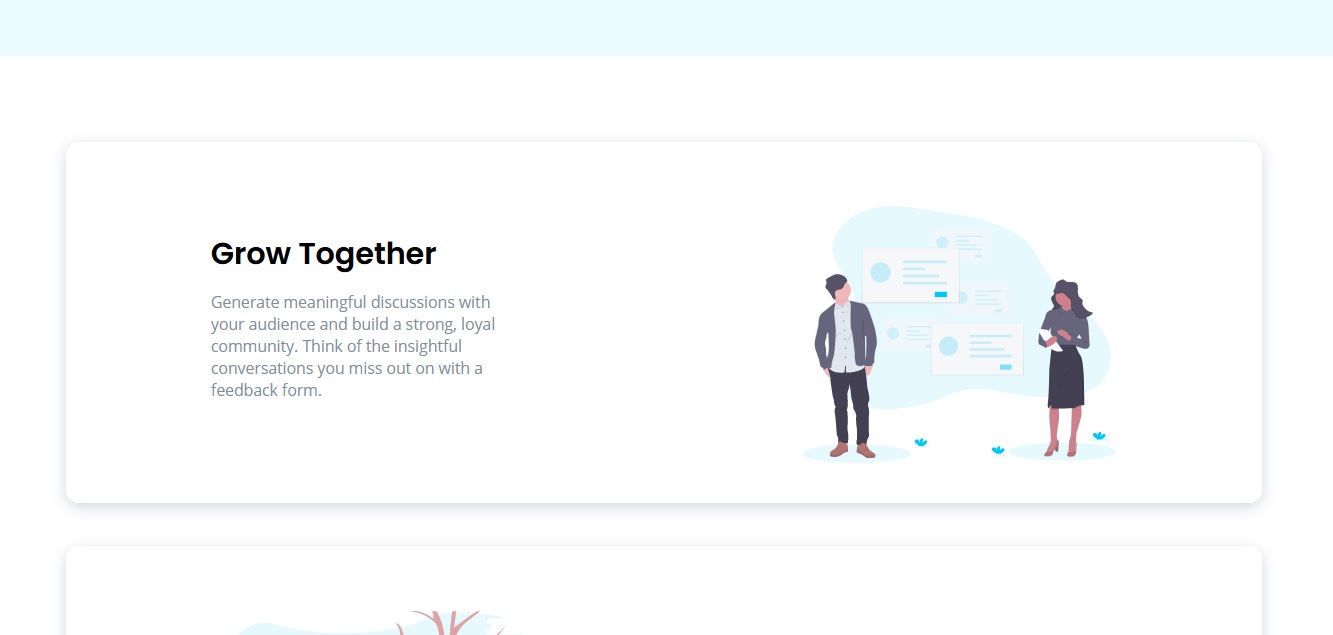 Grow Together
Generate meaningful discussions with
your audience and build a strong, loyal
community. Think of the insightful
conversations you miss out on with a
feedback form.